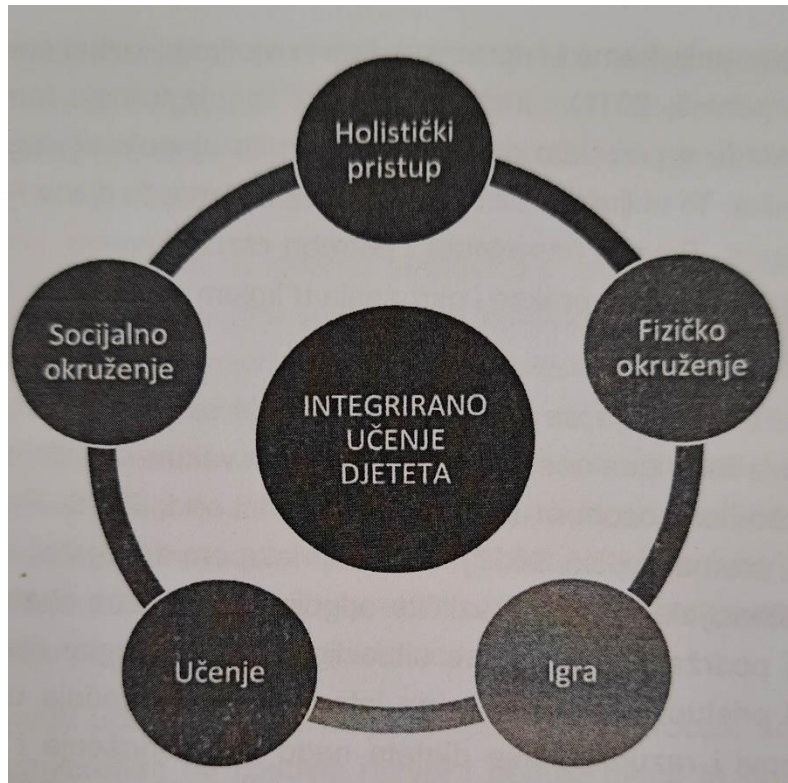 Holistički
pristup
Fizičko
okruženje
Igra
Učenje
Socijalno
okruženje
INTEGRIRANO
UČENJE
DJETETA